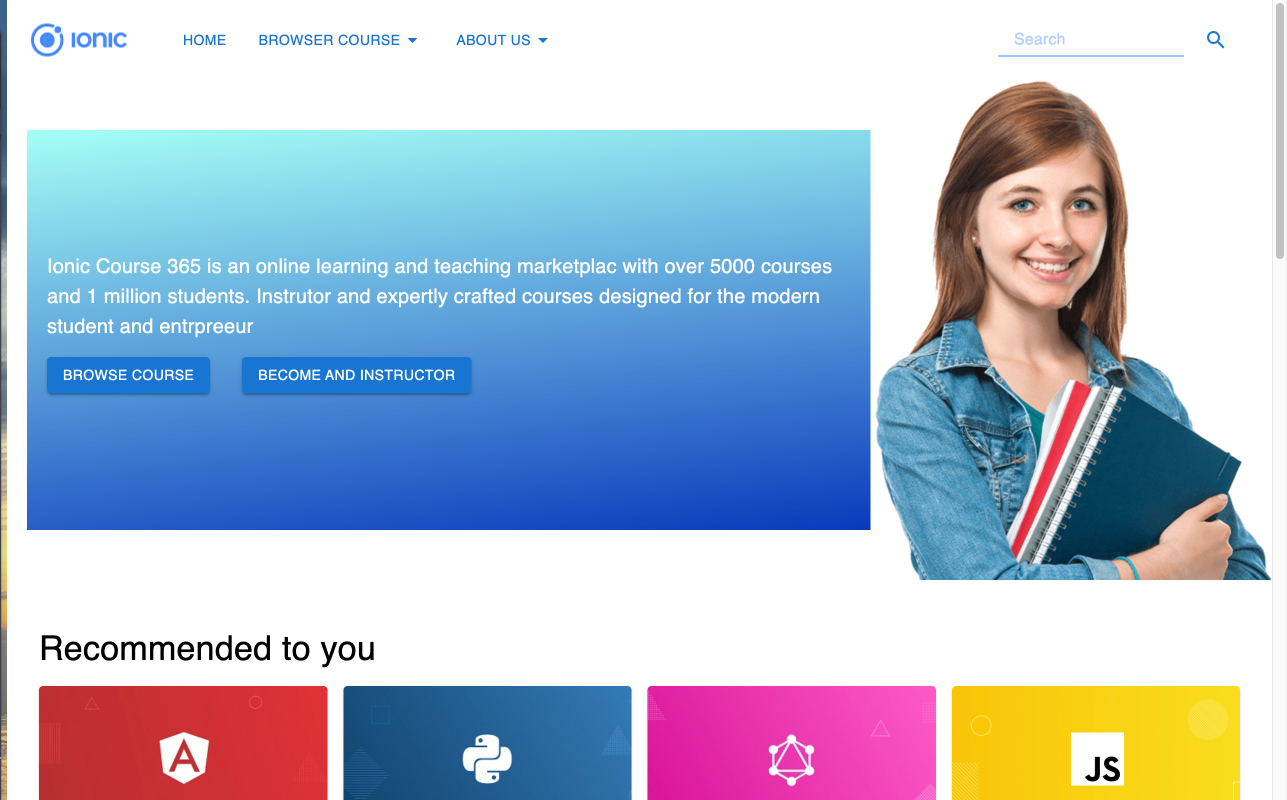 IONIC
HOME
BROWSER COURSE
ABOUT US
Search
Ionic Course 365 is an online learning and teaching marketplac with over 5000 courses
and 1 million students. Instrutor and expertly crafted courses designed for the modern
student and entrpreeur
BROWSE COURSE
BECOME AND INSTRUCTOR
Recommended to you
A
JS